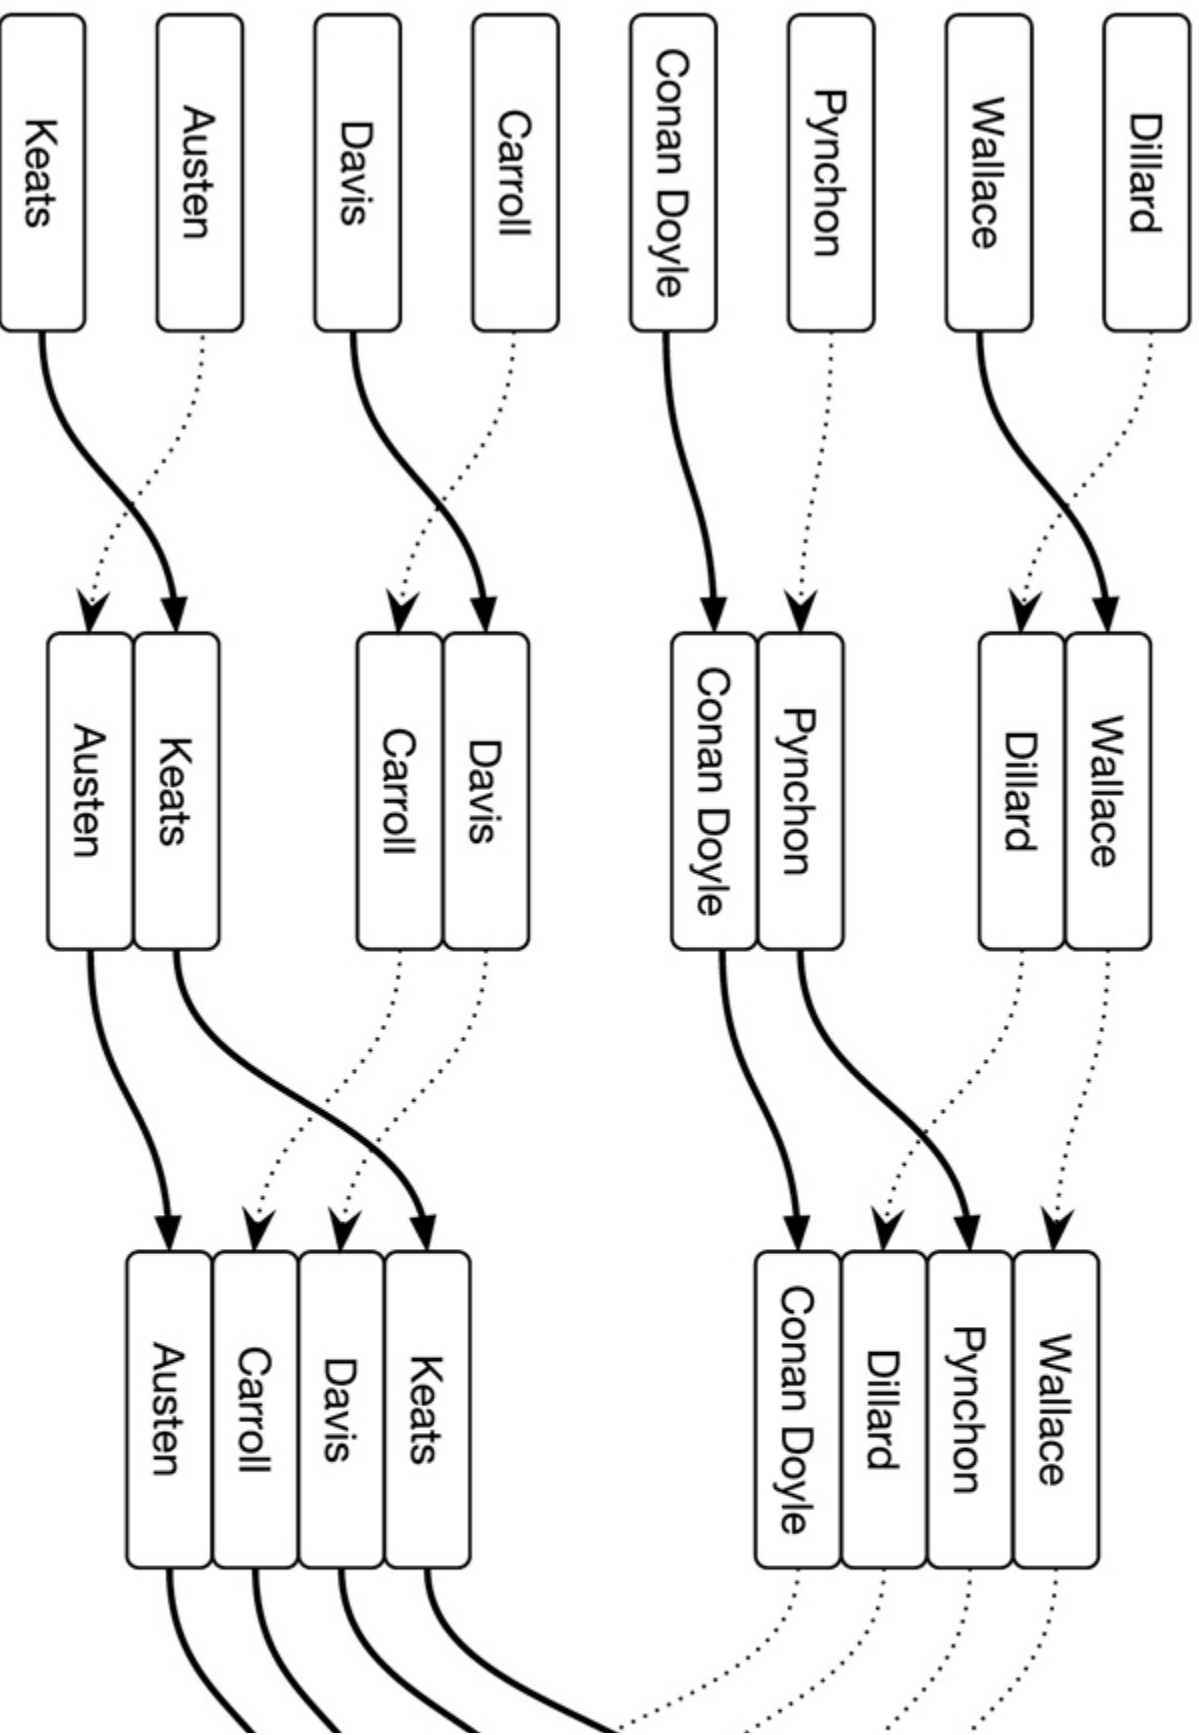 Keats
Austen
Davis
Carroll
Conan Doyle
Pynchon
Wallace
Dillard
Austen
Keats
Carroll
Davis
Conan Doyle
Pynchon
Dillard
Wallace
Austen
Carroll
Davis
Keats
Conan Doyle
Dillard
Pynchon
Wallace